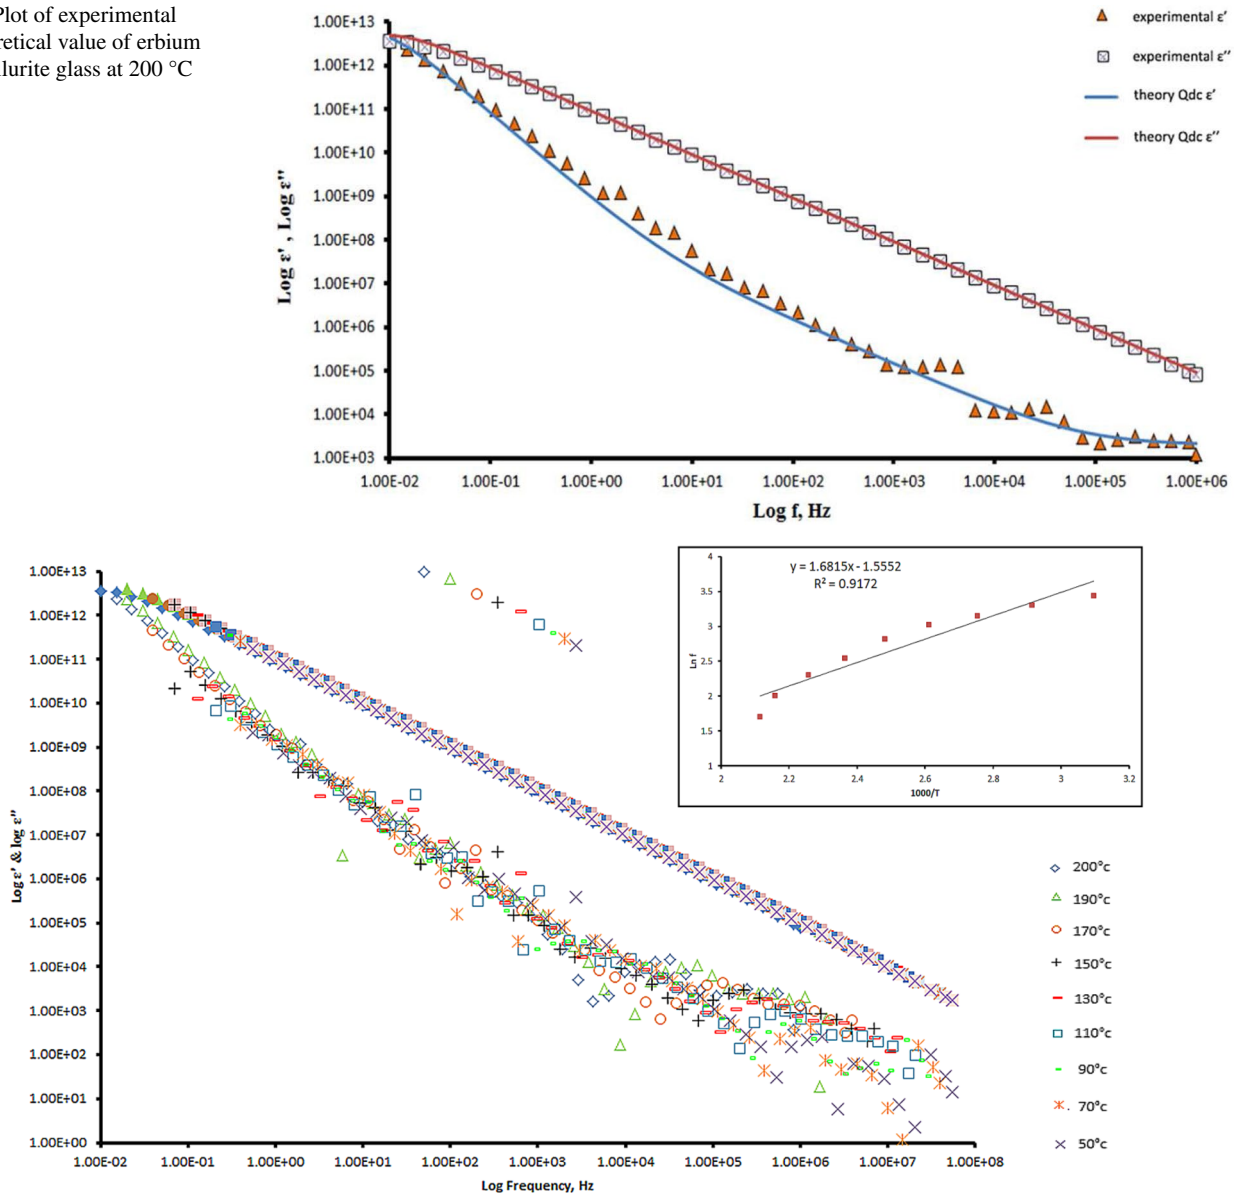 Plot of experimental
retical value of erbium
llurite glass at 200 °C
1.00E+13
1.00E+12
1.00E+11
1.00E+10
1.00E+09
1.00E+08
1.00E+07
1.00E+06
1.00E+05
1.00E+04
1.00E+03
Log ε' , Log ε''
1.00E-02 1.00E-01 1.00E+00 1.00E+01 1.00E+02 1.00E+03 1.00E+04 1.00E+05 1.00E+06
Log f, Hz
experimental ε'
experimental ε''
theory Qdc ε'
theory Qdc ε''
1.00E+13
1.00E+12
1.00E+11
1.00E+10
1.00E+09
1.00E+08
1.00E+07
1.00E+06
1.00E+05
1.00E+04
1.00E+03
1.00E+02
1.00E+01
1.00E+00
Log ε' & log ε''
1.00E-02 1.00E-01 1.00E+00 1.00E+01 1.00E+02 1.00E+03 1.00E+04 1.00E+05 1.00E+06 1.00E+07 1.00E+08
Log Frequency, Hz
y = 1.6815x - 1.5552
R² = 0.9172
4
3.5
3
2.5
2
1.5
1
Ln f
2 2.2 2.4 2.6 2.8 3 3.2
1000/T
200°c
190°c
170°c
150°c
130°c
110°c
90°c
70°c
50°c